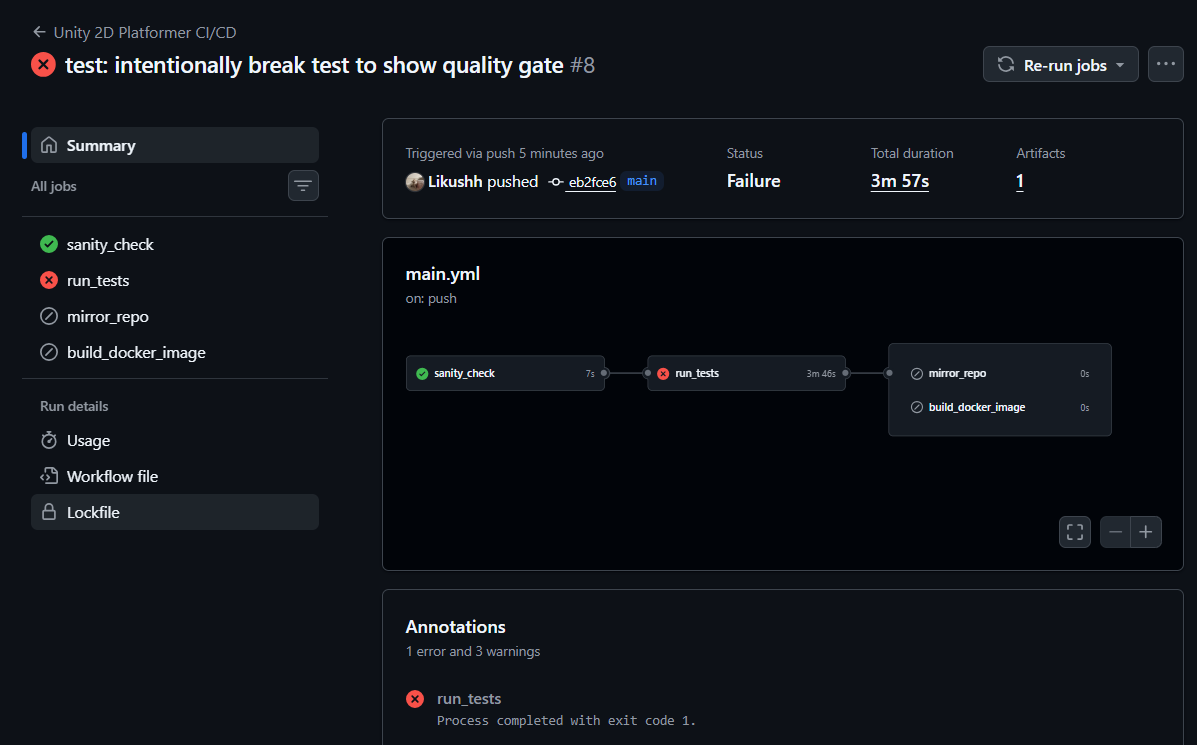 Unity 2D Platformer CI/CD
test: intentionally break test to show quality gate #8
Re-run jobs
Summary
All jobs
sanity_check
run_tests
mirror_repo
build_docker_image
Run details
Usage
Workflow file
Lockfile
Triggered via push 5 minutes ago
Likushh pushed eb2fce6 main
Status
Failure
Total duration
3m 57s
Artifacts
1
main.yml
on: push
sanity_check 7s
run_tests 3m 46s
mirror_repo 0s
build_docker_image 0s
Annotations
1 error and 3 warnings
run_tests
Process completed with exit code 1.